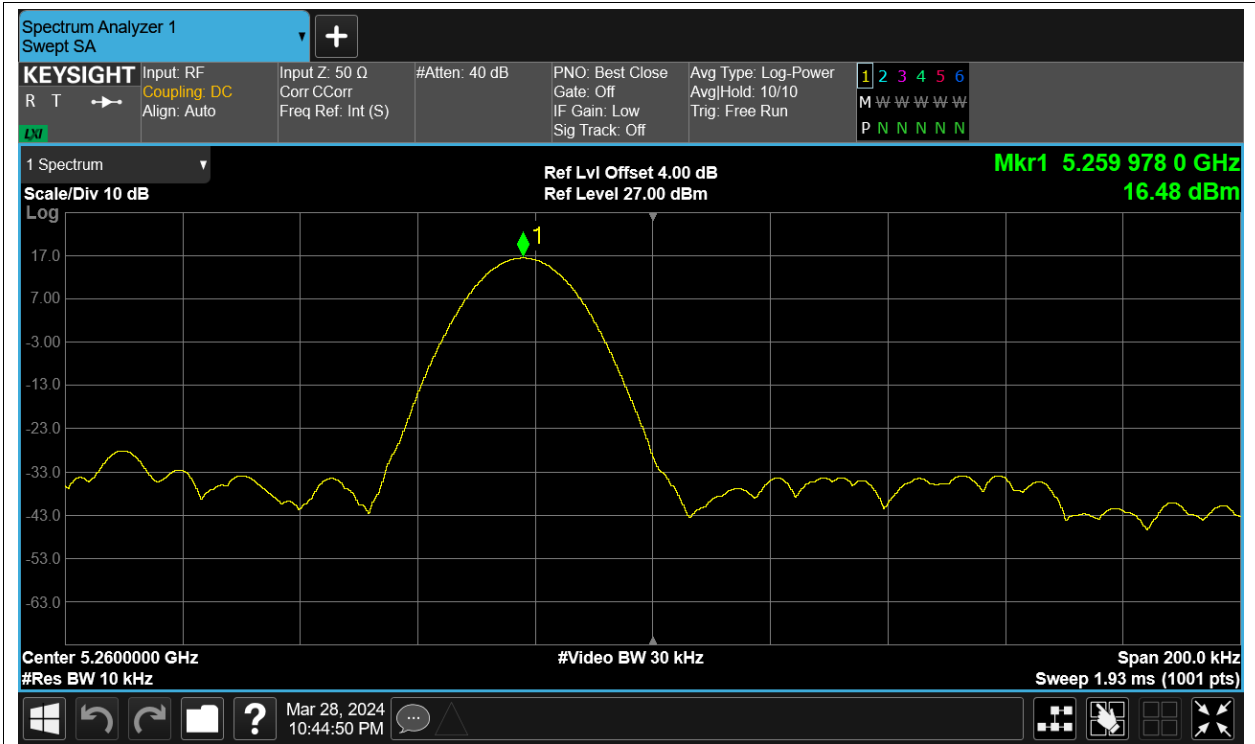 Spectrum Analyzer 1
Swept SA
KEYSIGHT
R T
LXI
Input: RF
Coupling: DC
Align: Auto
Input Z: 50 Ω
Corr CCorr
Freq Ref: Int (S)
#Atten: 40 dB
PNO: Best Close
Gate: Off
IF Gain: Low
Sig Track: Off
Avg Type: Log-Power
Avg|Hold: 10/10
Trig: Free Run
1 2 3 4 5 6
M W W W W W
P N N N N N
1 Spectrum
Scale/Div 10 dB
Log
Ref Lvl Offset 4.00 dB
Ref Level 27.00 dBm
Mkr1 5.259 978 0 GHz
16.48 dBm
1
17.0
7.00
-3.00
-13.0
-23.0
-33.0
-43.0
-53.0
-63.0
Center 5.2600000 GHz
#Res BW 10 kHz
#Video BW 30 kHz
Span 200.0 kHz
Sweep 1.93 ms (1001 pts)
?
Mar 28, 2024
10:44:50 PM